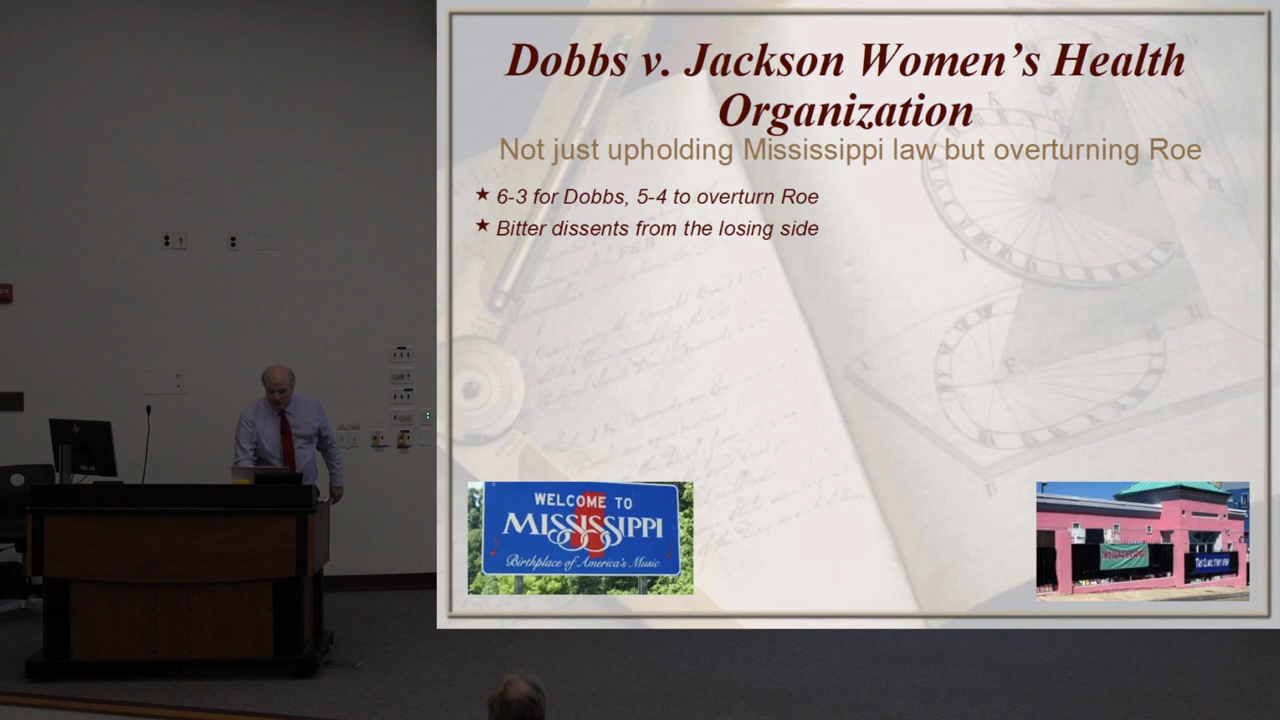 Dobbs v. Jackson Women's Health
Organization
Not just upholding Mississippi law but overturning Roe
★ 6-3 for Dobbs, 5-4 to overturn Roe
★ Bitter dissents from the losing side
WELCOME TO
MISSISSIPPI
Birthplace of America's Music